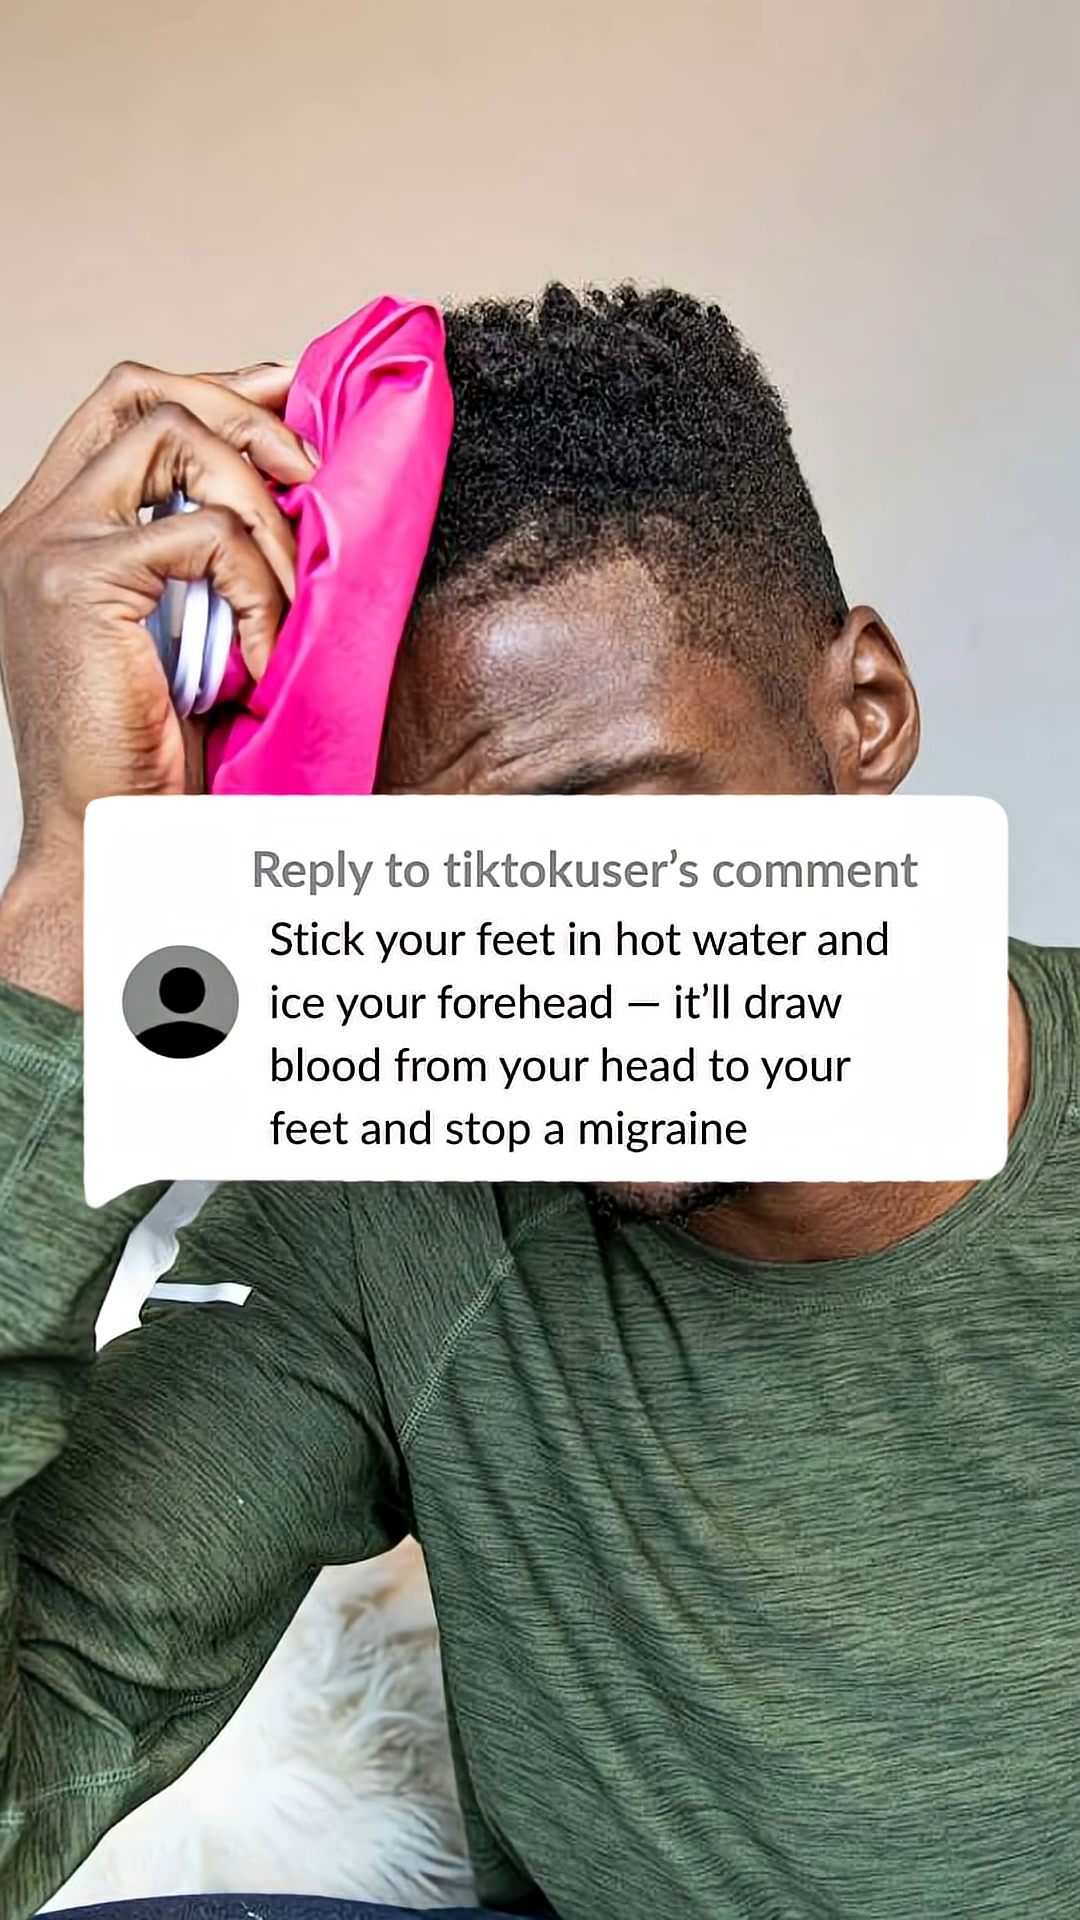 Reply to tiktokuser’s comment
Stick your feet in hot water and
ice your forehead — it’ll draw
blood from your head to your
feet and stop a migraine